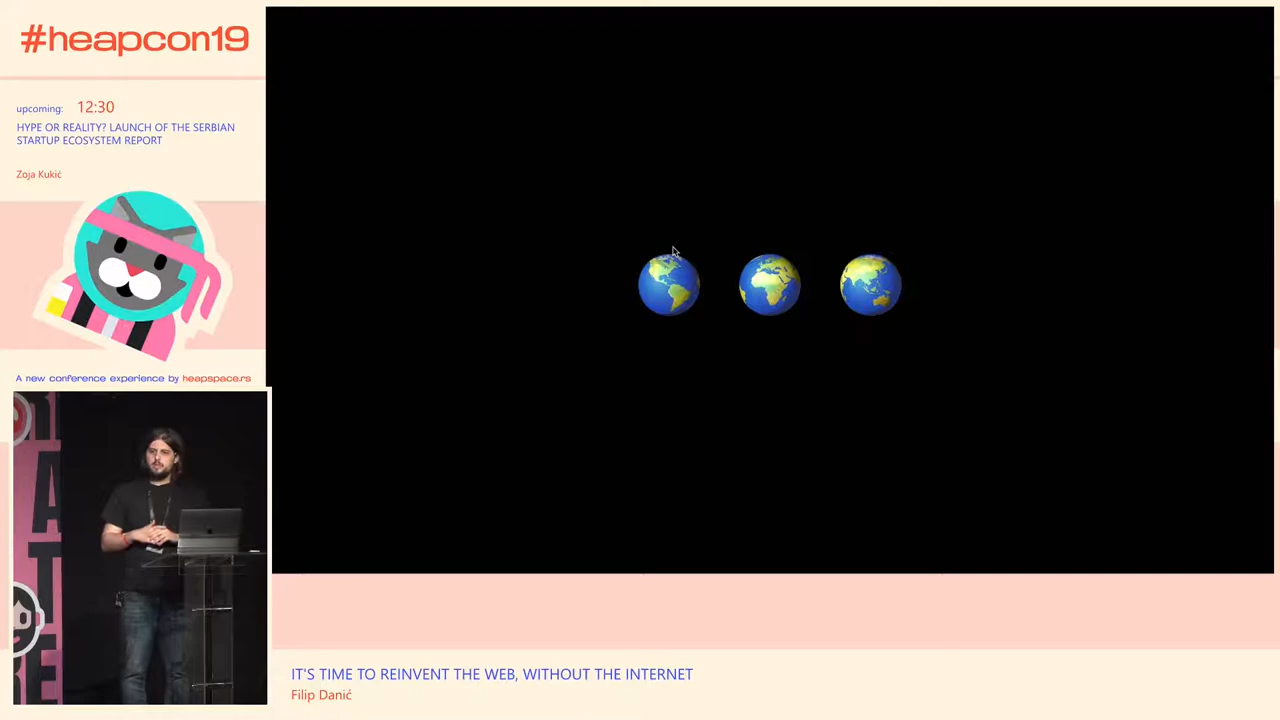 #heapcon19
upcoming: 12:30
HYPE OR REALITY? LAUNCH OF THE SERBIAN
STARTUP ECOSYSTEM REPORT
Zoja Kukić
A new conference experience by heapspace.rs
IT'S TIME TO REINVENT THE WEB, WITHOUT THE INTERNET
Filip Danić